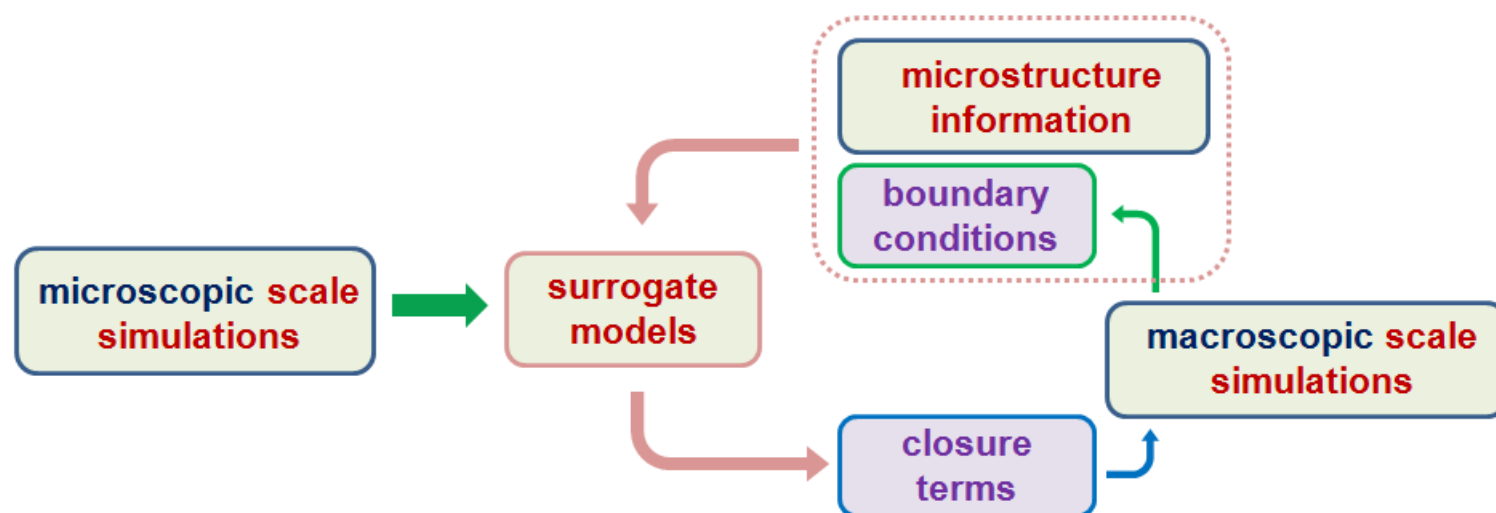 microstructure
information
boundary
conditions
microscopic scale
simulations
surrogate
models
macroscopic scale
simulations
closure
terms